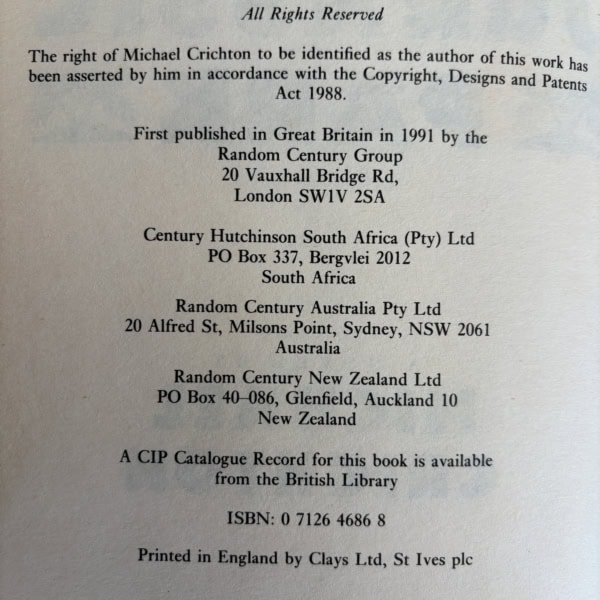 All Rights Reserved
The right of Michael Crichton to be identified as the author of this work has
been asserted by him in accordance with the Copyright, Designs and Patents
Act 1988.
First published in Great Britain in 1991 by the
Random Century Group
20 Vauxhall Bridge Rd,
London SW1V 2SA
Century Hutchinson South Africa (Pty) Ltd
PO Box 337, Bergvlei 2012
South Africa
Random Century Australia Pty Ltd
20 Alfred St, Milsons Point, Sydney, NSW 2061
Australia
Random Century New Zealand Ltd
PO Box 40–086, Glenfield, Auckland 10
New Zealand
A CIP Catalogue Record for this book is available
from the British Library
ISBN: 0 7126 4686 8
Printed in England by Clays Ltd, St Ives plc